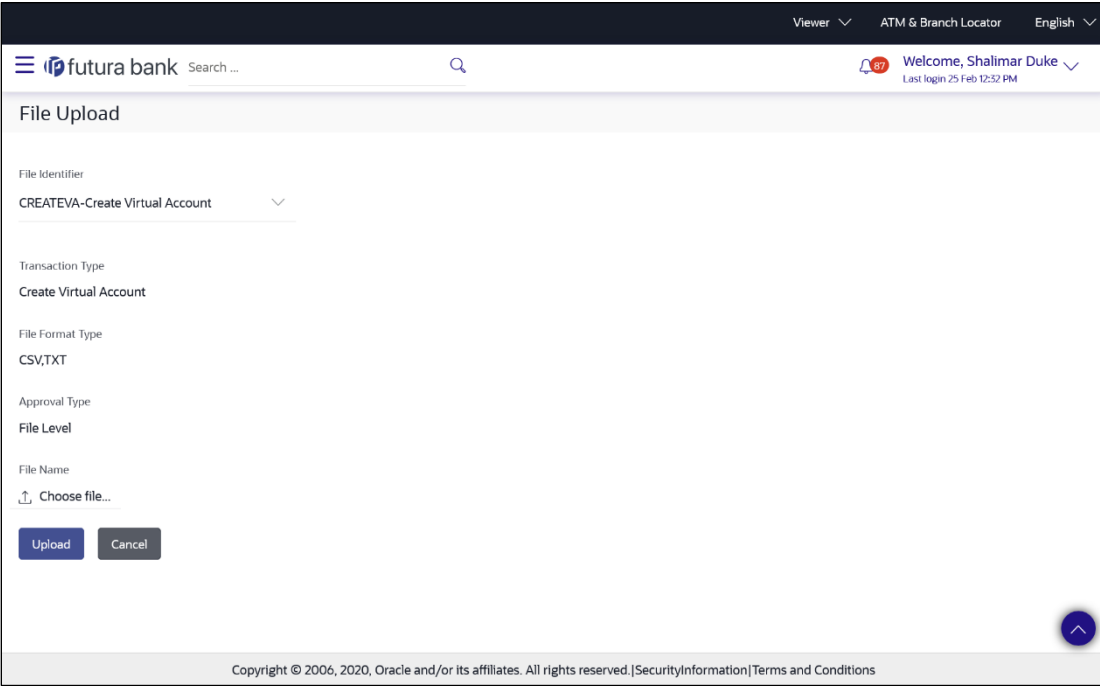 Viewer ATM & Branch Locator English
futura bank Search ... 87 Welcome, Shalimar Duke
Last login 25 Feb 12:32 PM
File Upload
File Identifier
CREATEVA-Create Virtual Account
Transaction Type
Create Virtual Account
File Format Type
CSV,TXT
Approval Type
File Level
File Name
Choose file...
Upload Cancel
Copyright © 2006, 2020, Oracle and/or its affiliates. All rights reserved.|SecurityInformation|Terms and Conditions